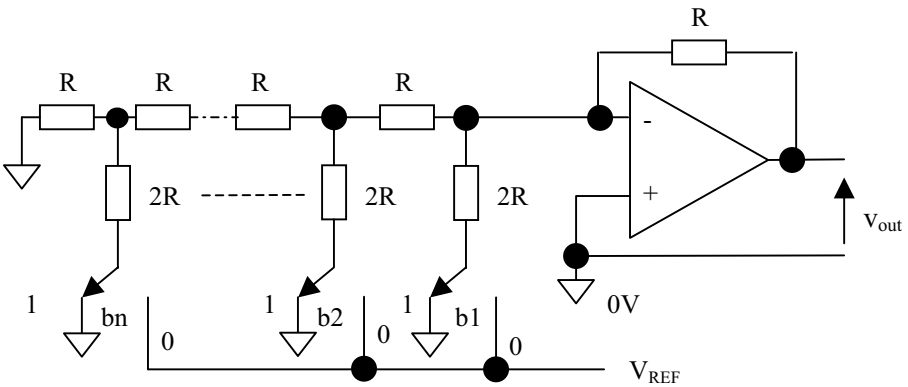 R
R R R R
-
2R 2R 2R +
v_out
1 bn 0 1 b2 0 1 b1 0 0V
V_REF